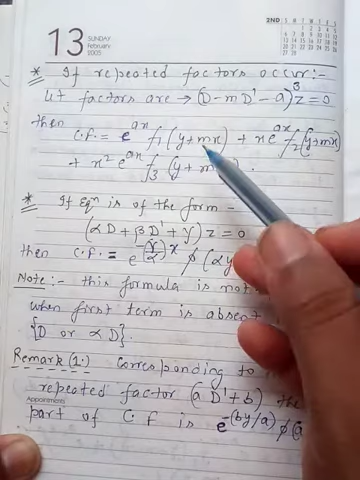 13 SUNDAY
February
2005
2ND
* If repeated factors occur:-
Let factors are → (D - mD' - a)³z = 0
then
C.F. = e^{ax} f₁(y+mx) + xe^{ax} f₂(y+mx)
+ x² e^{ax} f₃ (y+m
* If Eqⁿ is of the form -
(αD + βD' + γ)z = 0
then C.F. = e^{-(γ/α)x} ϕ(αy
Note:- this formula is not
when first term is absent
{D or αD}.
Remark (1:) Corresponding to
repeated factor (aD'+b) the
Appointments
part of C.F is e^{-(by/a)} ϕ(a